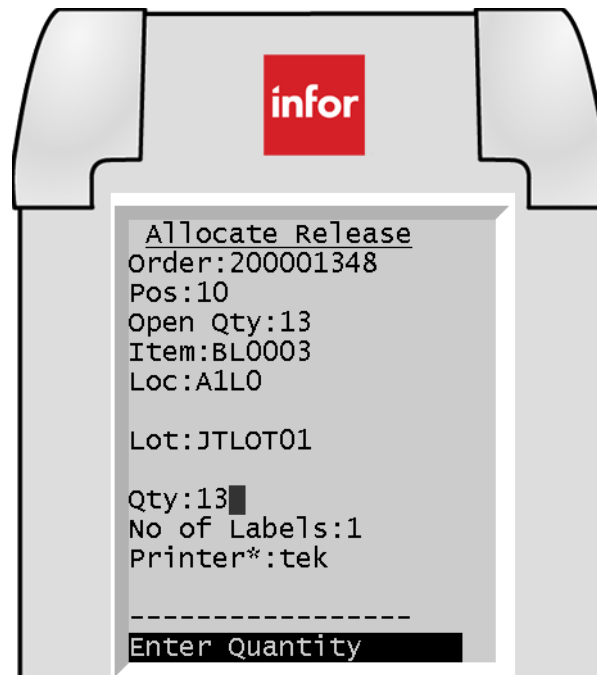 infor
Allocate Release
Order:200001348
Pos:10
Open Qty:13
Item:BL0003
Loc:A1L0
Lot:JTLOT01
Qty:13
No of Labels:1
Printer*:tek
-----------------
Enter Quantity